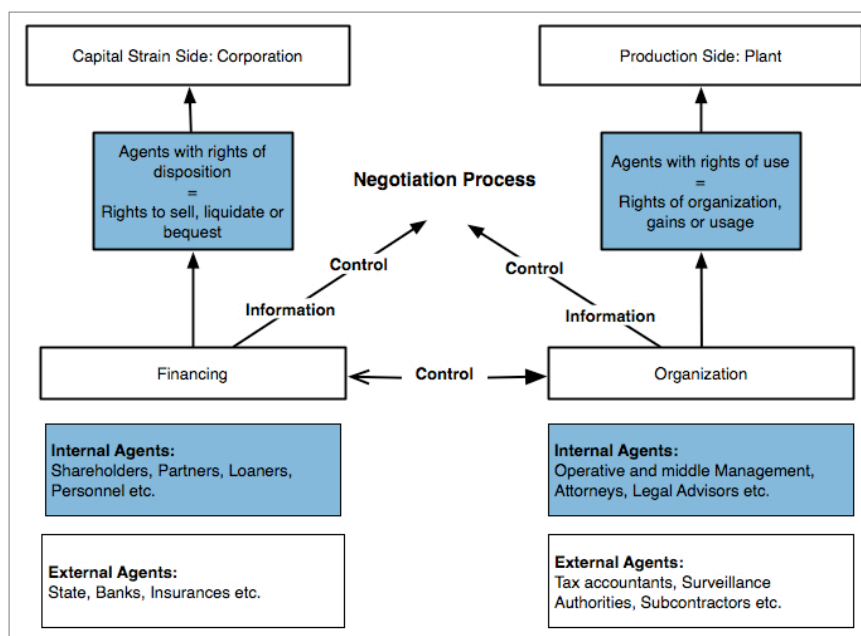 Capital Strain Side: Corporation
Production Side: Plant
Agents with rights of
disposition
=
Rights to sell, liquidate or
bequest
Negotiation Process
Agents with rights of use
=
Rights of organization,
gains or usage
Control
Information
Control
Information
Financing
Control
Organization
Internal Agents:
Shareholders, Partners, Loaners,
Personnel etc.
Internal Agents:
Operative and middle Management,
Attorneys, Legal Advisors etc.
External Agents:
State, Banks, Insurances etc.
External Agents:
Tax accountants, Surveillance
Authorities, Subcontractors etc.